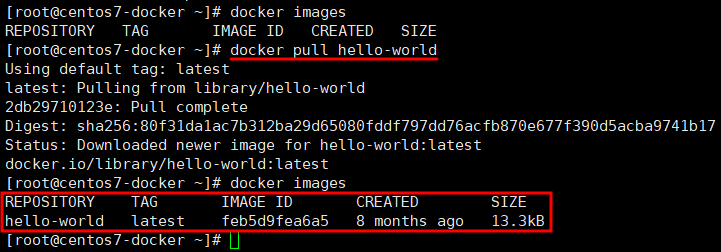 [root@centos7-docker ~]# docker images
REPOSITORY   TAG       IMAGE ID   CREATED   SIZE
[root@centos7-docker ~]# docker pull hello-world
Using default tag: latest
latest: Pulling from library/hello-world
2db29710123e: Pull complete
Digest: sha256:80f31da1ac7b312ba29d65080fddf797dd76acfb870e677f390d5acba9741b17
Status: Downloaded newer image for hello-world:latest
docker.io/library/hello-world:latest
[root@centos7-docker ~]# docker images
REPOSITORY    TAG       IMAGE ID       CREATED        SIZE
hello-world   latest    feb5d9fea6a5   8 months ago   13.3kB
[root@centos7-docker ~]#